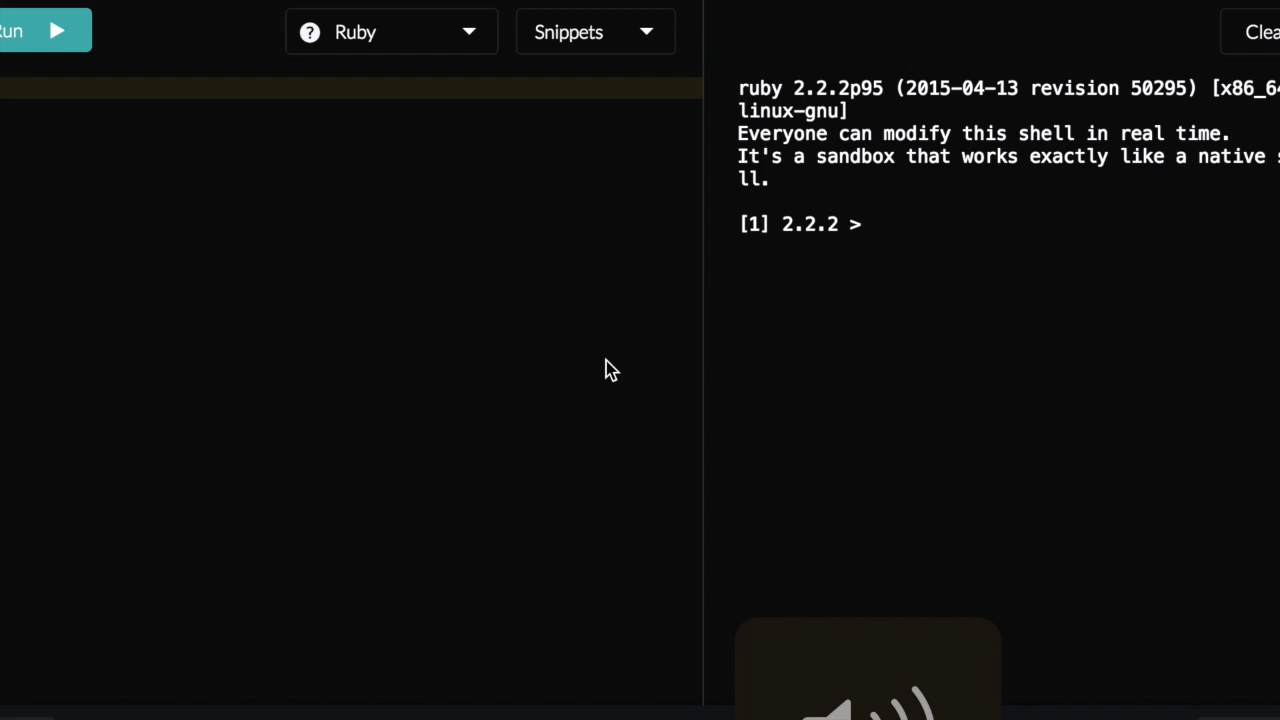 Run
Ruby
Snippets
Clea
ruby 2.2.2p95 (2015-04-13 revision 50295) [x86_64
linux-gnu]
Everyone can modify this shell in real time.
It's a sandbox that works exactly like a native s
ll.
[1] 2.2.2 >